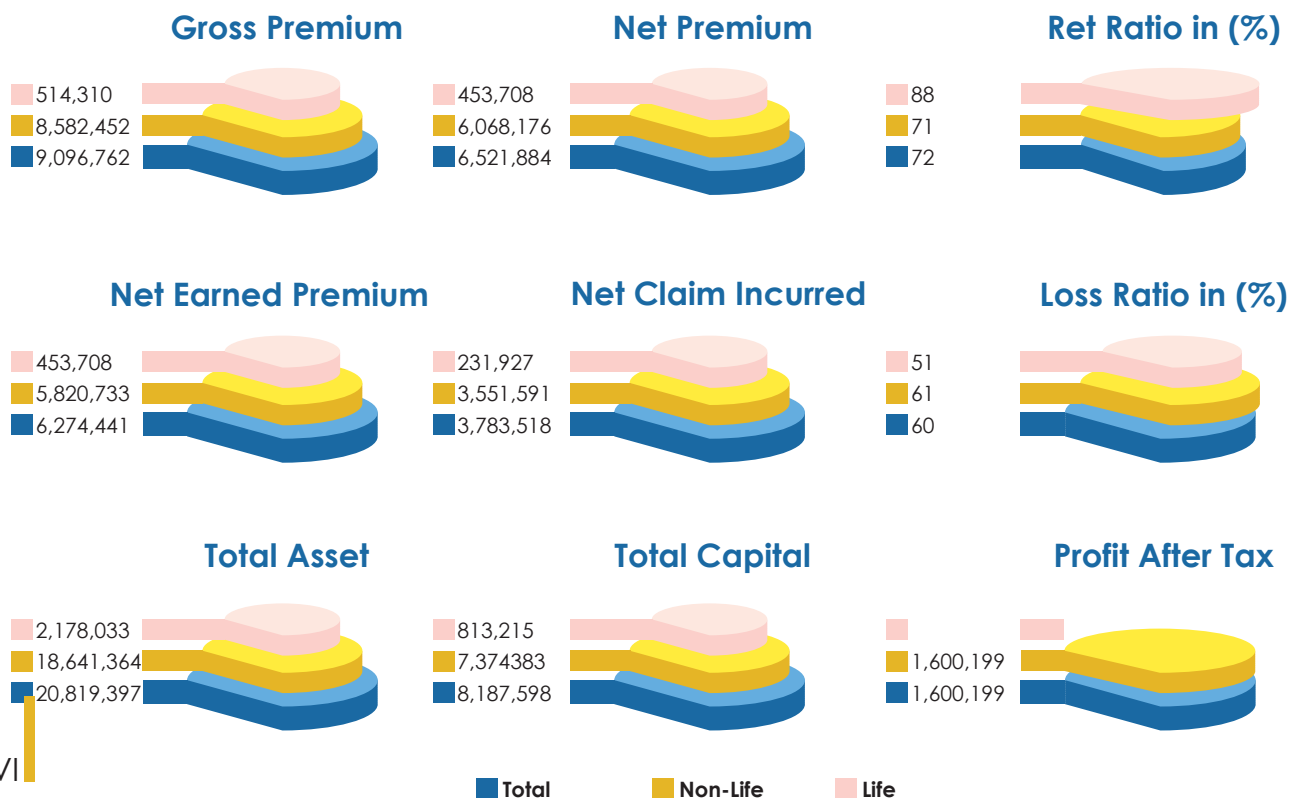 Gross Premium
514,310
8,582,452
9,096,762
Net Premium
453,708
6,068,176
6,521,884
Ret Ratio in (%)
88
71
72
Net Earned Premium
453,708
5,820,733
6,274,441
Net Claim Incurred
231,927
3,551,591
3,783,518
Loss Ratio in (%)
51
61
60
Total Asset
2,178,033
18,641,364
20,819,397
Total Capital
813,215
7,374383
8,187,598
Profit After Tax
1,600,199
1,600,199
VI
Total
Non-Life
Life